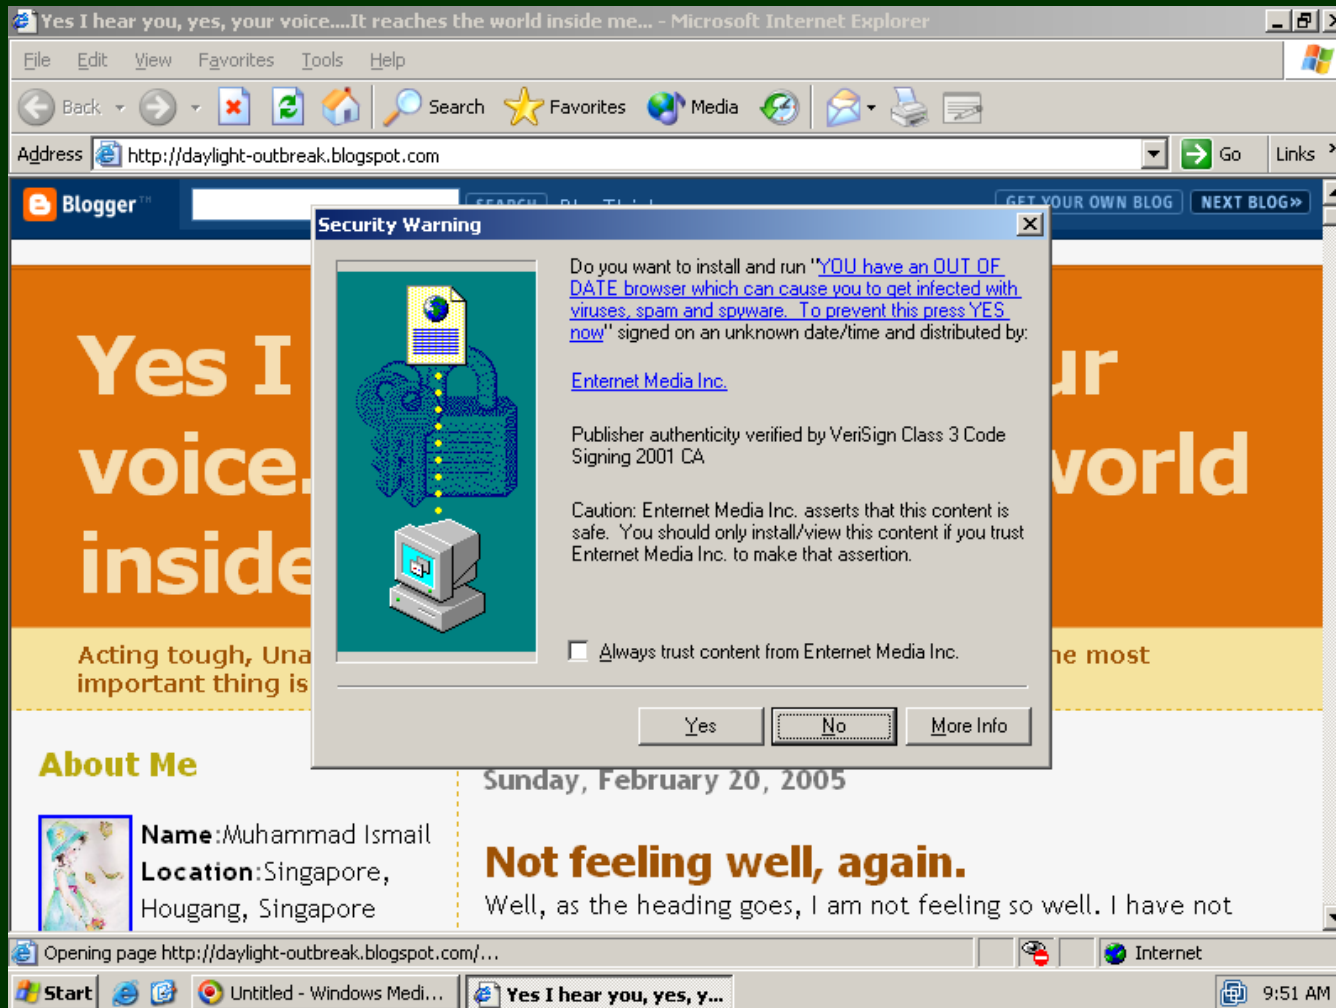 Yes I hear you, yes, your voice....It reaches the world inside me... - Microsoft Internet Explorer
File Edit View Favorites Tools Help
Back Search Favorites Media
Address http://daylight-outbreak.blogspot.com Go Links
Blogger™ SEARCH GET YOUR OWN BLOG NEXT BLOG»
Security Warning
Do you want to install and run "YOU have an OUT OF
DATE browser which can cause you to get infected with
viruses, spam and spyware. To prevent this press YES
now" signed on an unknown date/time and distributed by:
Enternet Media Inc.
Publisher authenticity verified by VeriSign Class 3 Code
Signing 2001 CA
Caution: Enternet Media Inc. asserts that this content is
safe. You should only install/view this content if you trust
Enternet Media Inc. to make that assertion.
Always trust content from Enternet Media Inc.
Yes No More Info
Yes I ur
voice. world
inside
Acting tough, Una he most
important thing is
About Me
Name:Muhammad Ismail
Location:Singapore,
Hougang, Singapore
Sunday, February 20, 2005
Not feeling well, again.
Well, as the heading goes, I am not feeling so well. I have not
Opening page http://daylight-outbreak.blogspot.com/... Internet
Start Untitled - Windows Medi... Yes I hear you, yes, y... 9:51 AM